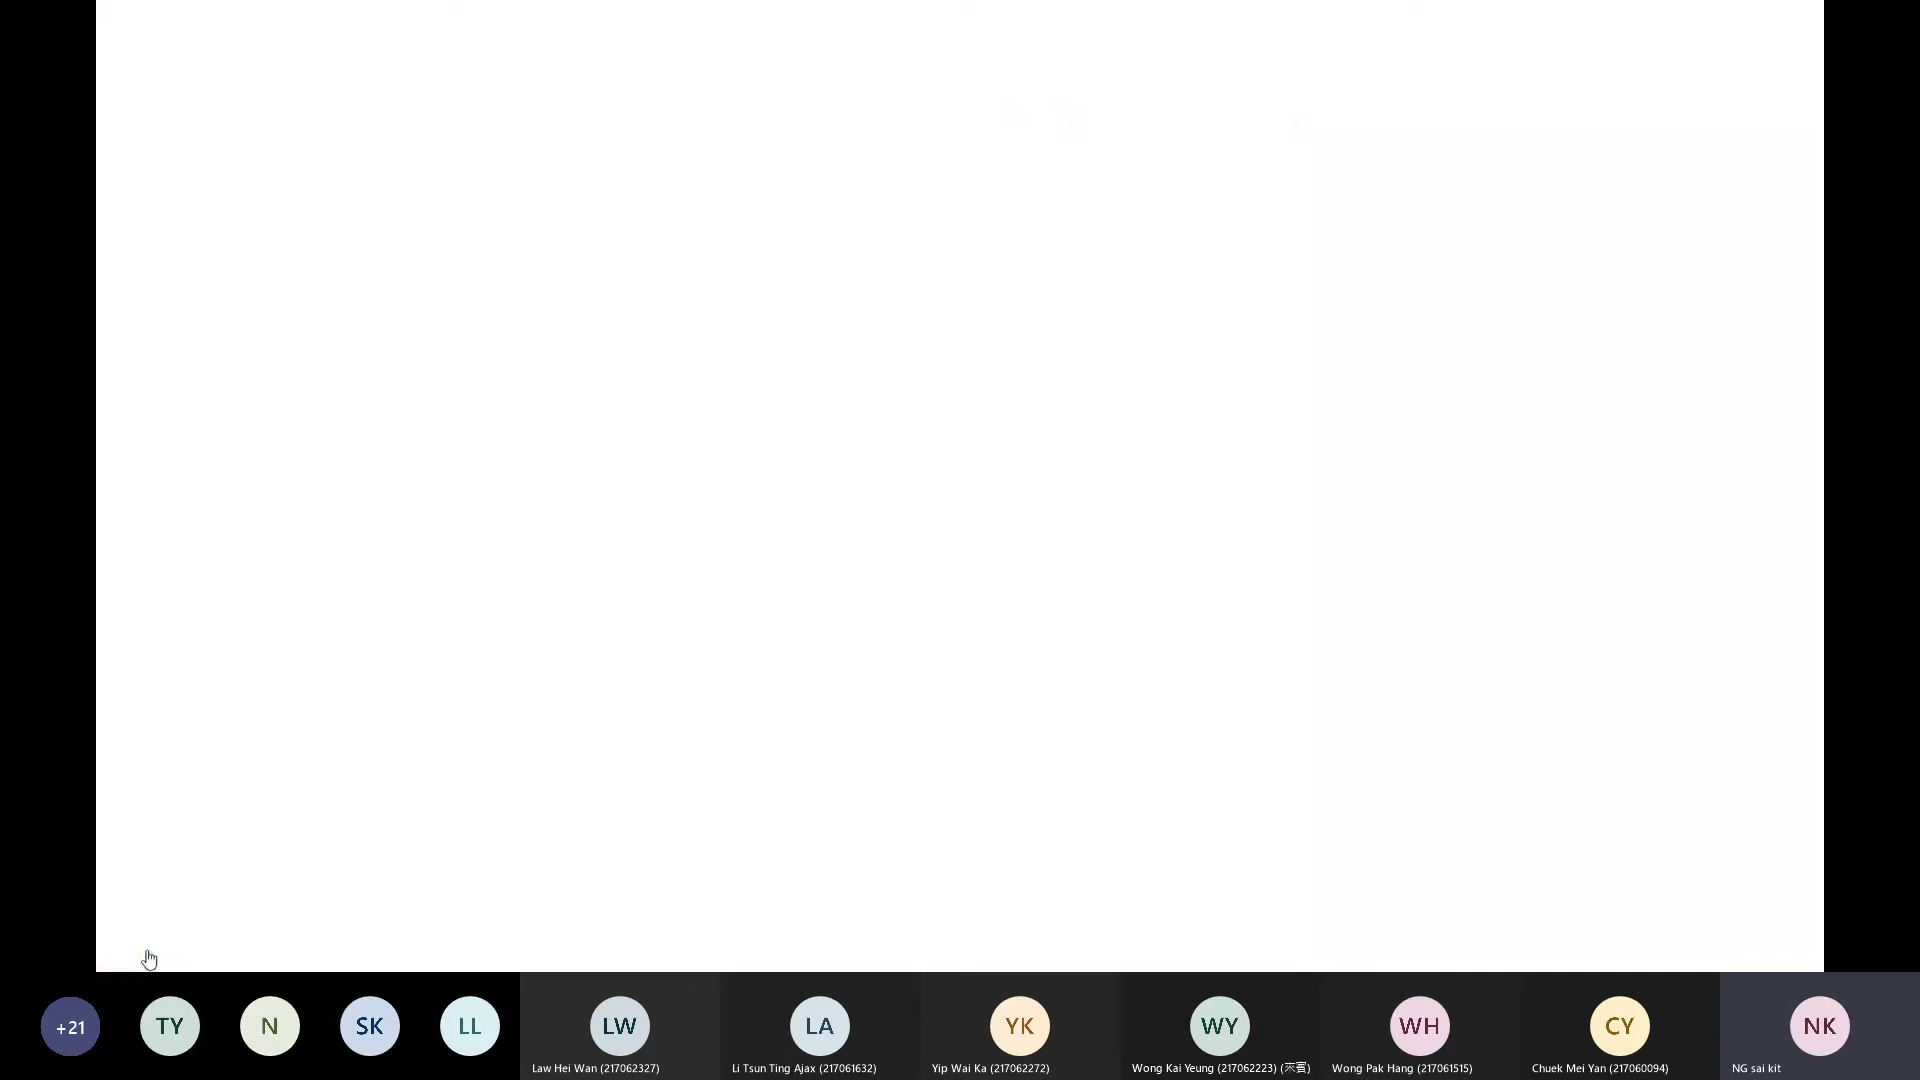 +21
TY
N
SK
LL
LW
LA
YK
WY
WH
CY
NK
Law Hei Wan (217062327)
Li Tsun Ting Ajax (217061632)
Yip Wai Ka (217062272)
Wong Kai Yeung (217062223) (來賓)
Wong Pak Hang (217061515)
Chuek Mei Yan (217060094)
NG sai kit